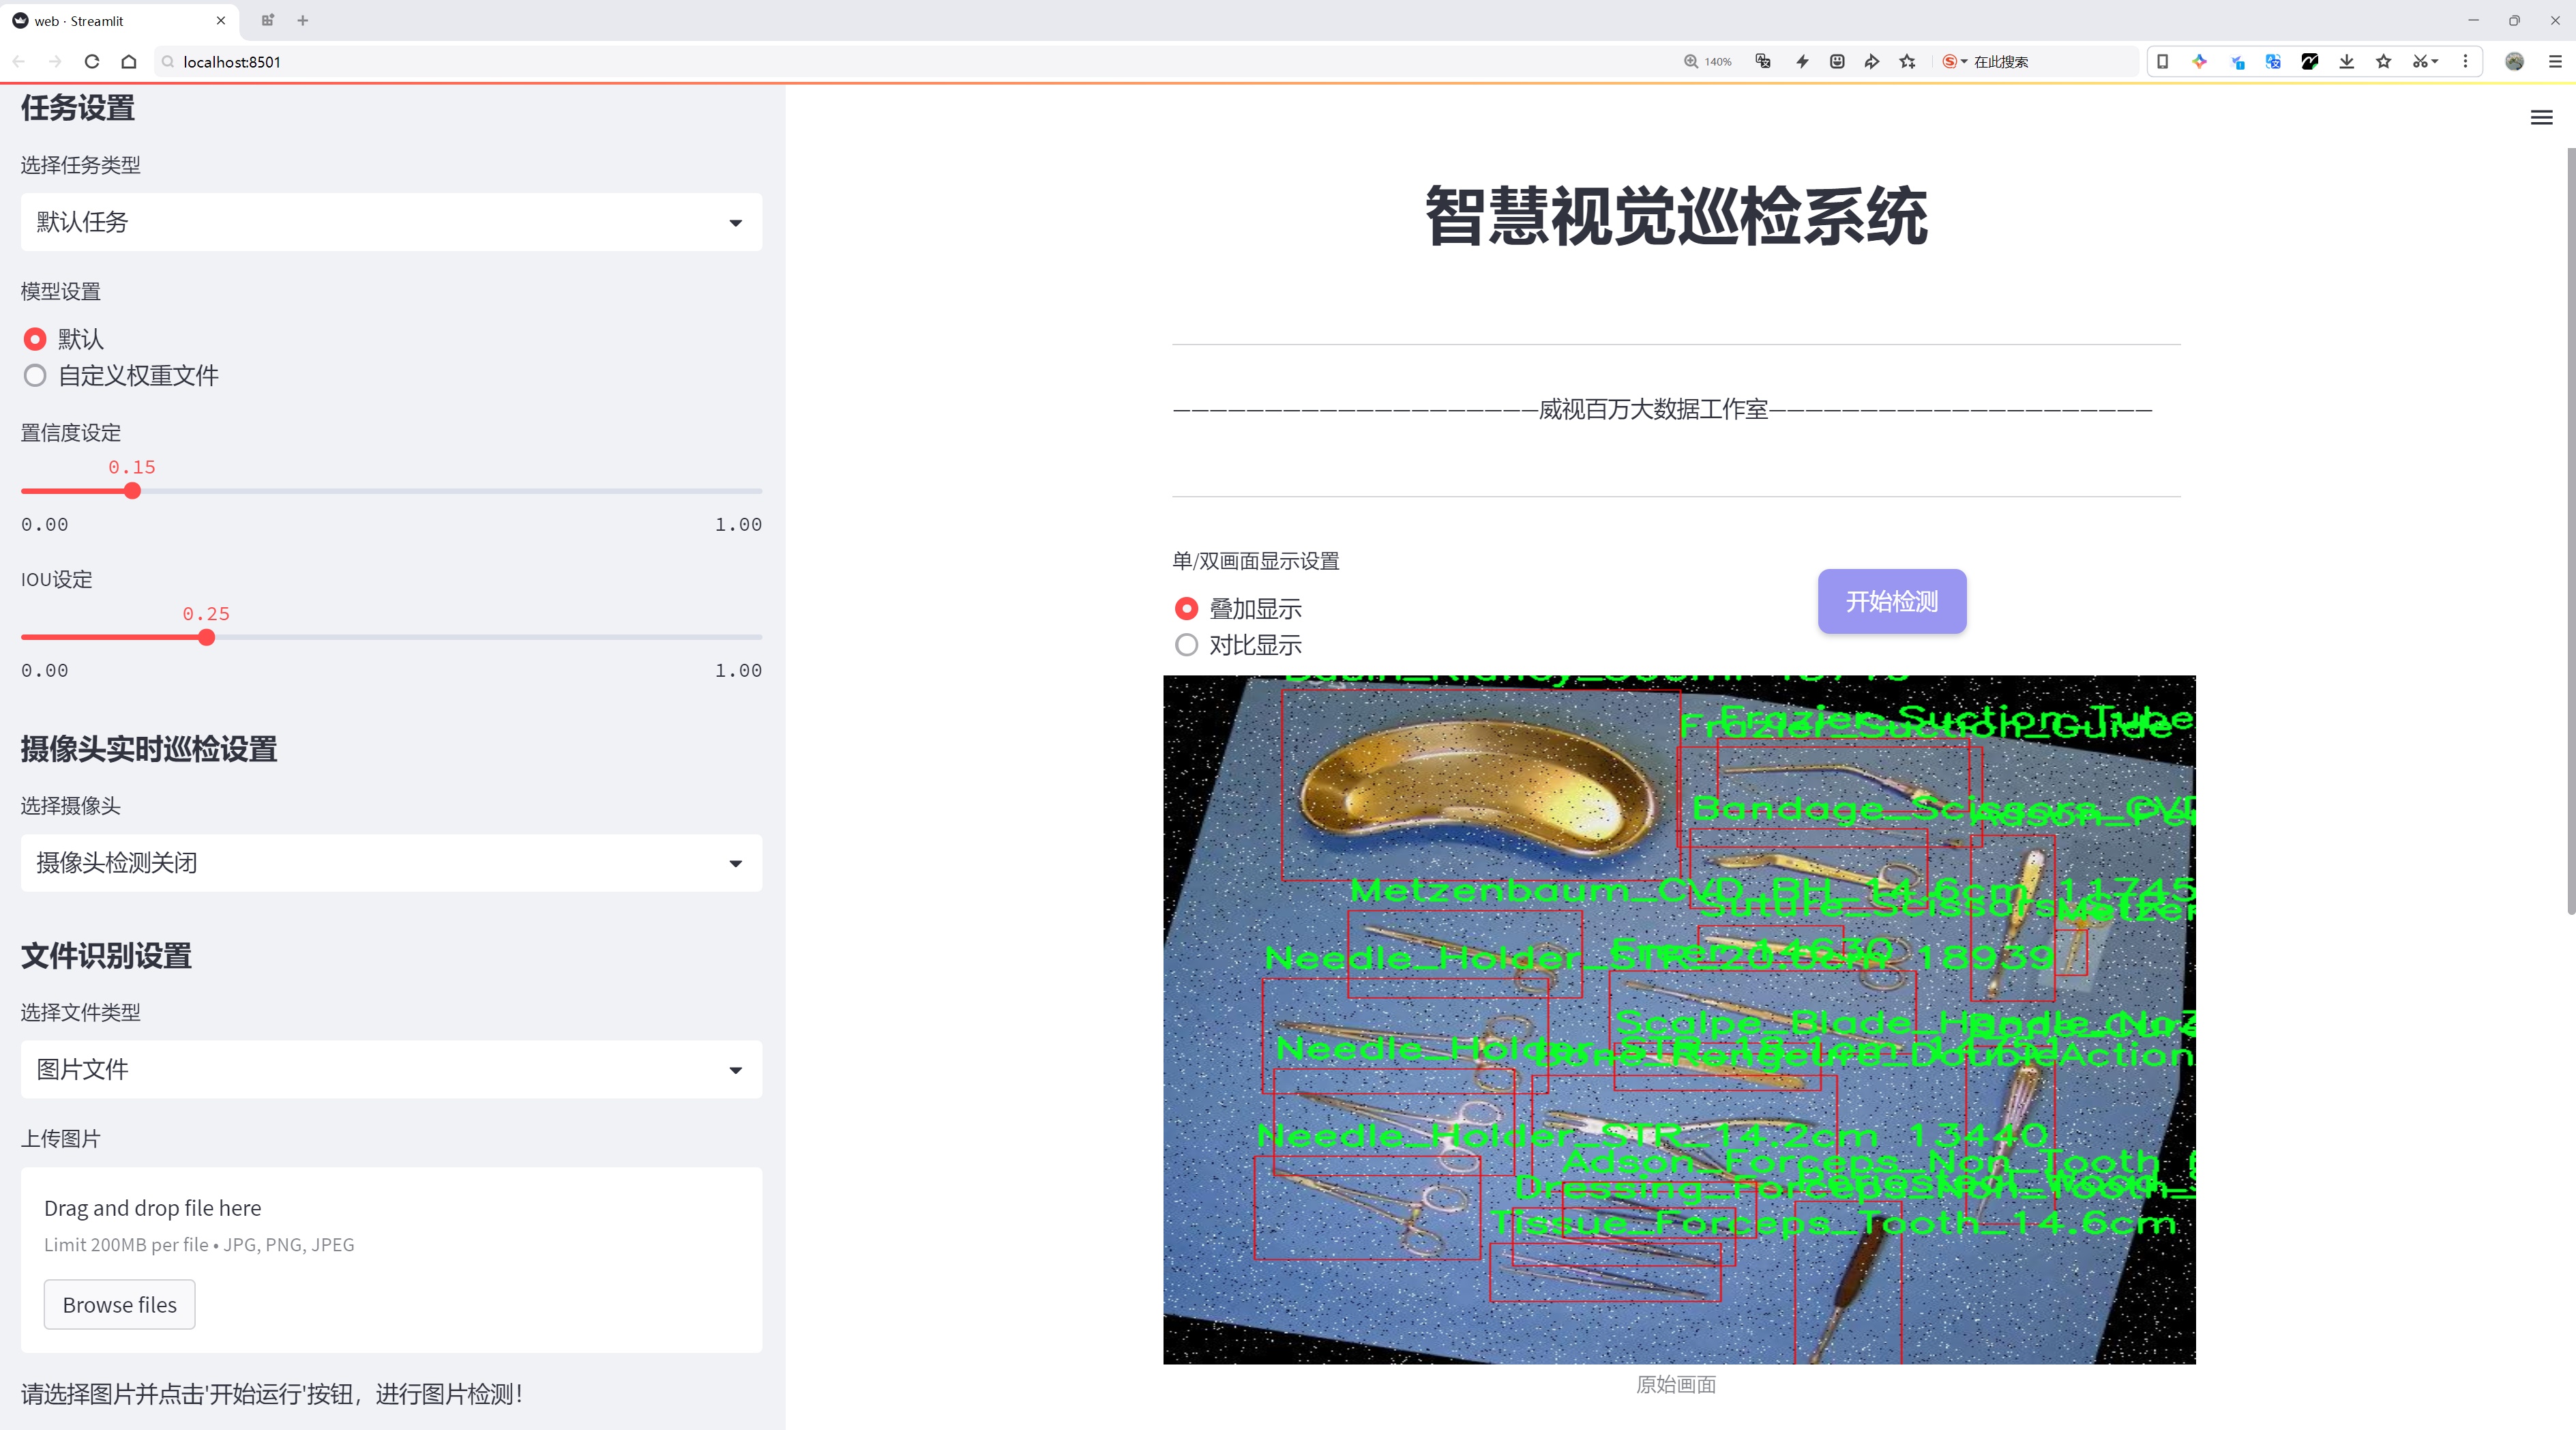 web · Streamlit
localhost:8501
140%
在此搜索
任务设置
选择任务类型
默认任务
模型设置
默认
自定义权重文件
置信度设定
0.15
0.00 1.00
IOU设定
0.25
0.00 1.00
摄像头实时巡检设置
选择摄像头
摄像头检测关闭
文件识别设置
选择文件类型
图片文件
上传图片
Drag and drop file here
Limit 200MB per file • JPG, PNG, JPEG
Browse files
请选择图片并点击'开始运行'按钮，进行图片检测！
智慧视觉巡检系统
————————————————————威视百万大数据工作室—————————————————————
单/双画面显示设置
叠加显示
对比显示
开始检测
Frazier_Suction_Tube
Frazier_Suction_Guide
Bandage_Scissors
Metzenbaum_CVD_BH_14.6cm 11745
Suture_Scissors
Needle_Holder_STR_20.0cm 18939
Scalpe_Blade_Handle_No3
Needle_Holder_STR
Needle_Holder_STR_14.2cm 13440
Adson_Forceps_Non_Tooth
Dressing_Forceps
Tissue_Forceps_Tooth_14.6cm
原始画面